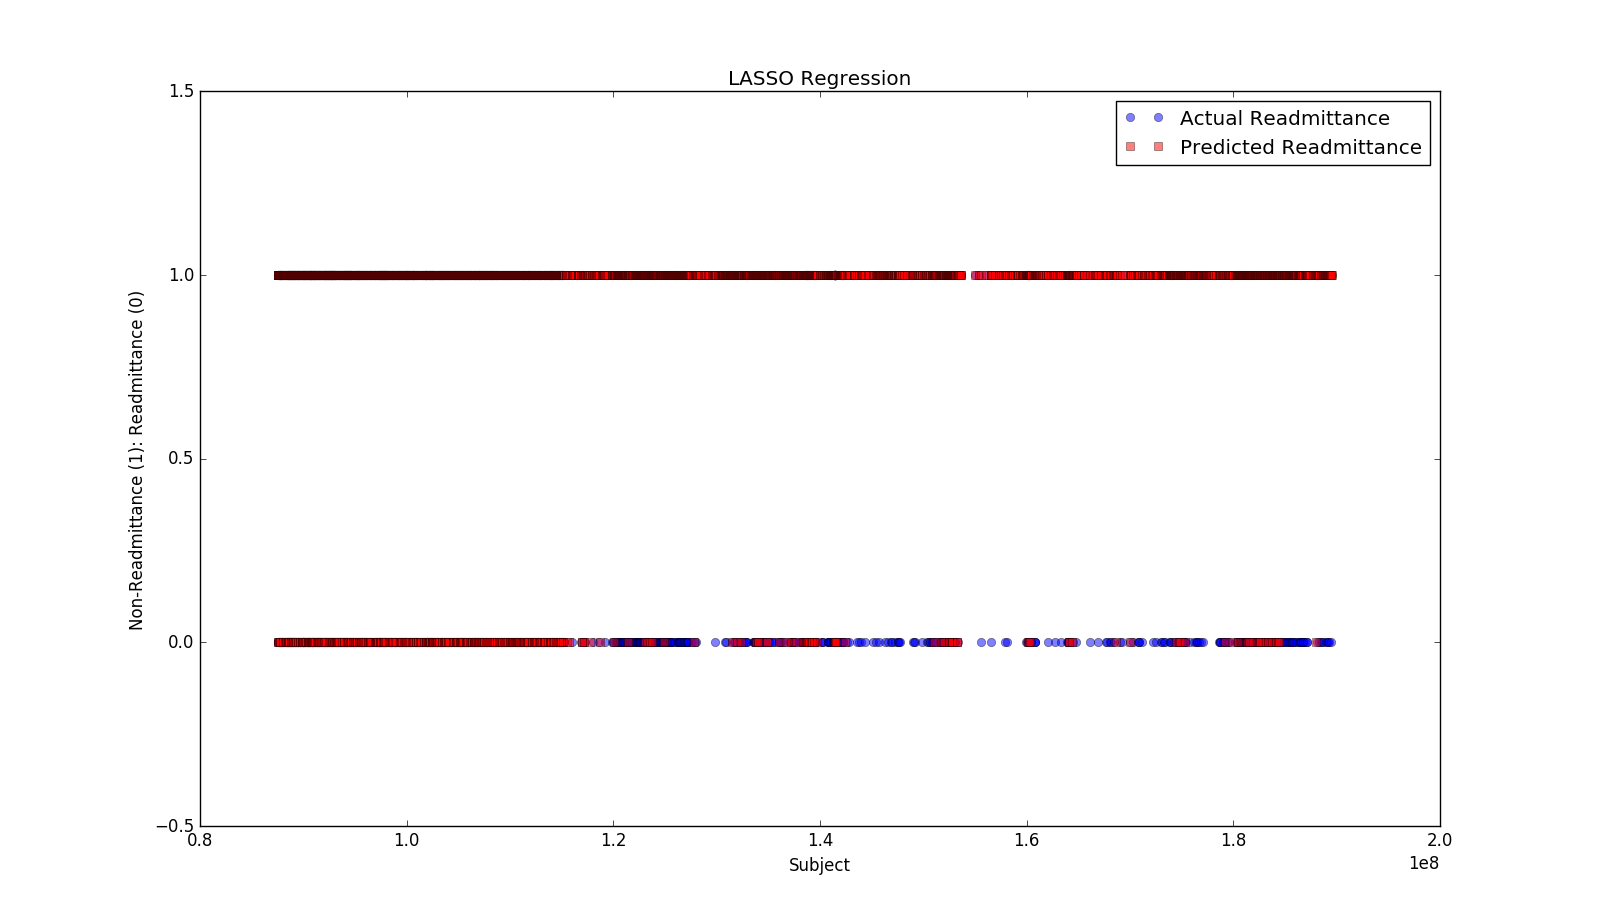 LASSO Regression
1.5
Actual Readmittance
Predicted Readmittance
1.0
Non-Readmittance (1): Readmittance (0)
0.5
0.0
−0.5
0.8 1.0 1.2 1.4 1.6 1.8 2.0
1e8
Subject